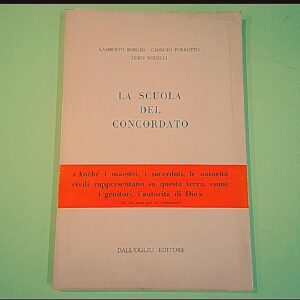 LAMBERTO BORGHI - GIORGIO PORROTTO
LUIGI RODELLI
LA SCUOLA
DEL
CONCORDATO
«Anche i maestri, i sacerdoti, le autorità
civili rappresentano su questa terra, come
i genitori, l'autorità di Dio»
DALL'OGLIO, EDITORE